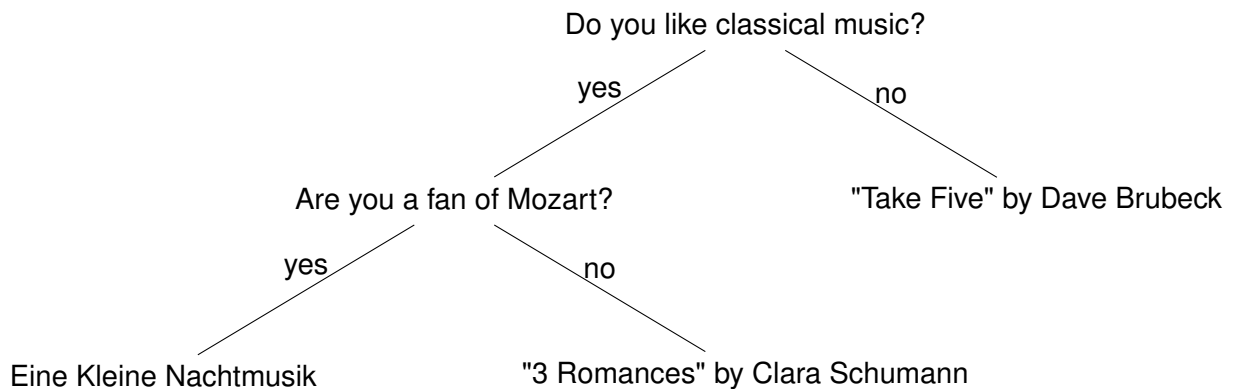 Do you like classical music?
yes
no
Are you a fan of Mozart?
"Take Five" by Dave Brubeck
yes
no
Eine Kleine Nachtmusik
"3 Romances" by Clara Schumann